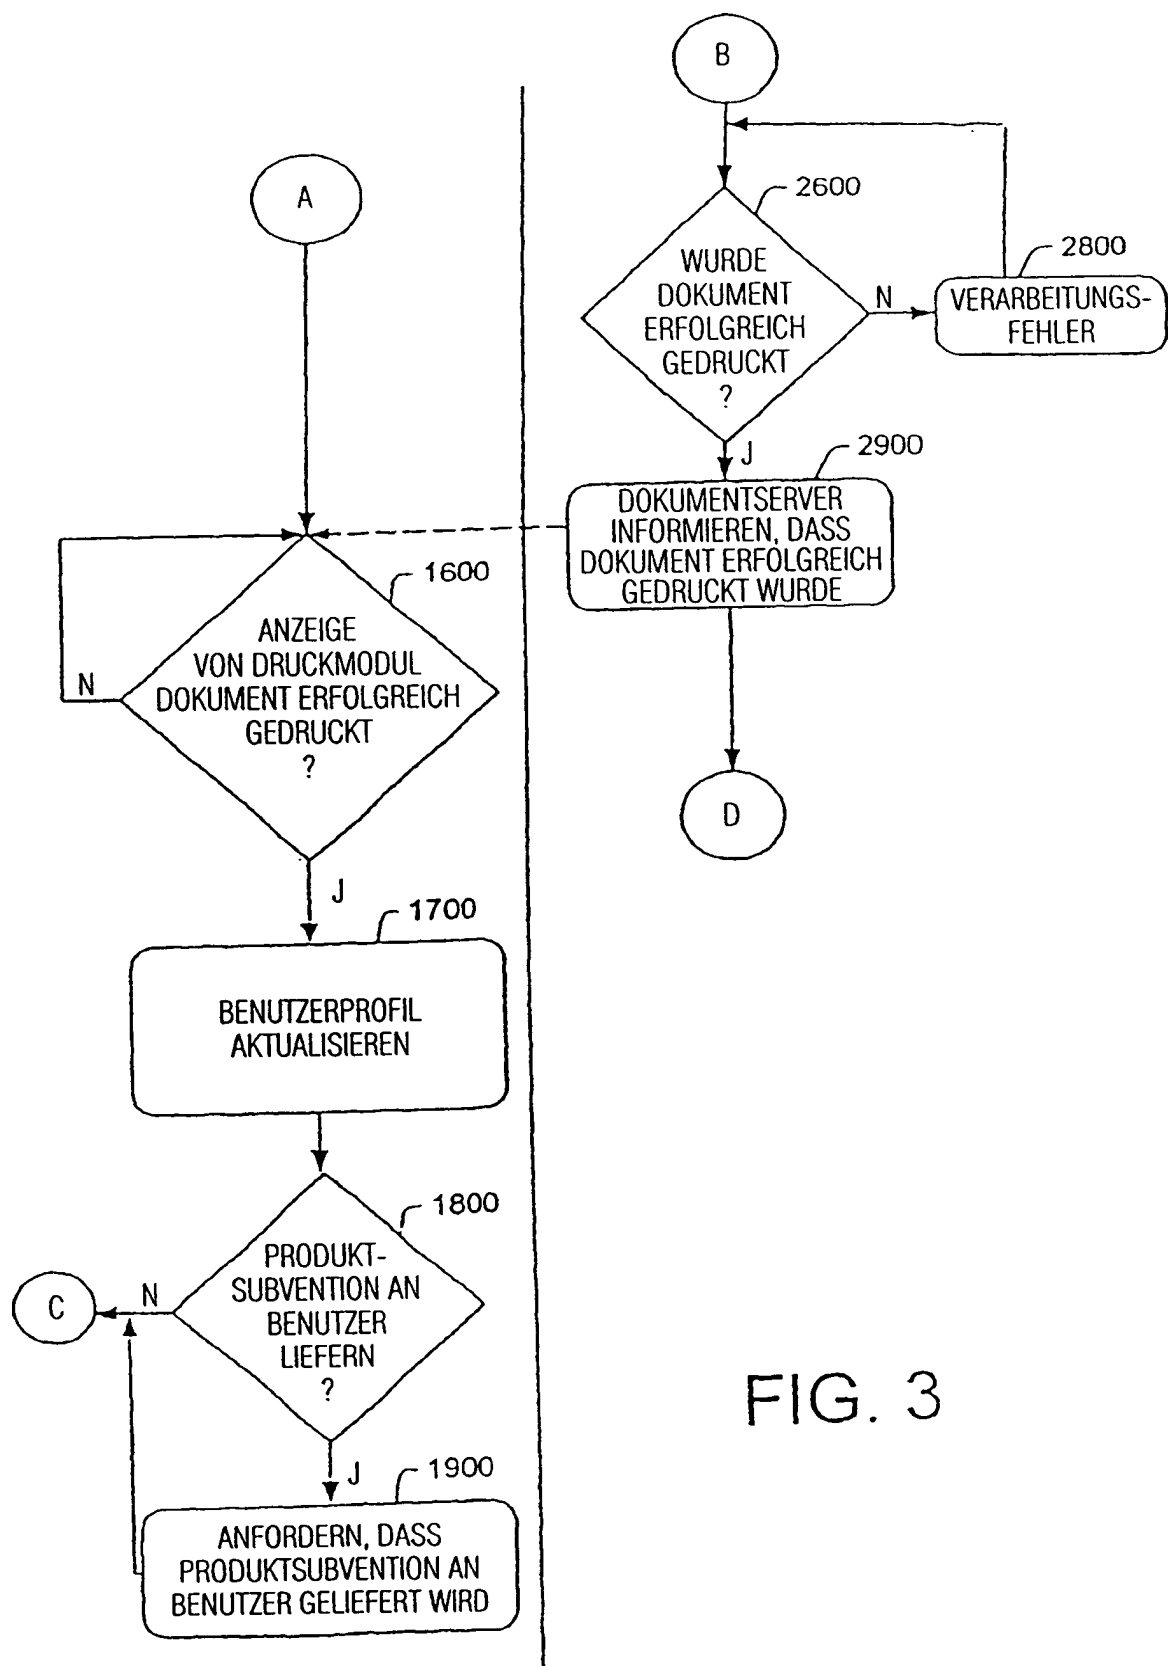 B
A
2600
WURDE
DOKUMENT
ERFOLGREICH
GEDRUCKT
?
N
2800
VERARBEITUNGS-
FEHLER
J
2900
DOKUMENTSERVER
INFORMIEREN, DASS
DOKUMENT ERFOLGREICH
GEDRUCKT WURDE
D
1600
ANZEIGE
VON DRUCKMODUL
DOKUMENT ERFOLGREICH
GEDRUCKT
?
N
J
1700
BENUTZERPROFIL
AKTUALISIEREN
1800
PRODUKT-
SUBVENTION AN
BENUTZER
LIEFERN
?
N
C
J
1900
ANFORDERN, DASS
PRODUKTSUBVENTION AN
BENUTZER GELIEFERT WIRD
FIG. 3